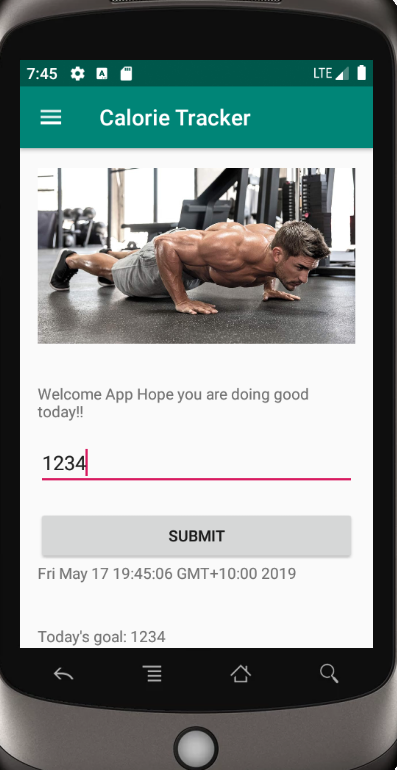 7:45 LTE
Calorie Tracker
Welcome App Hope you are doing good
today!!
1234
SUBMIT
Fri May 17 19:45:06 GMT+10:00 2019
Today's goal: 1234